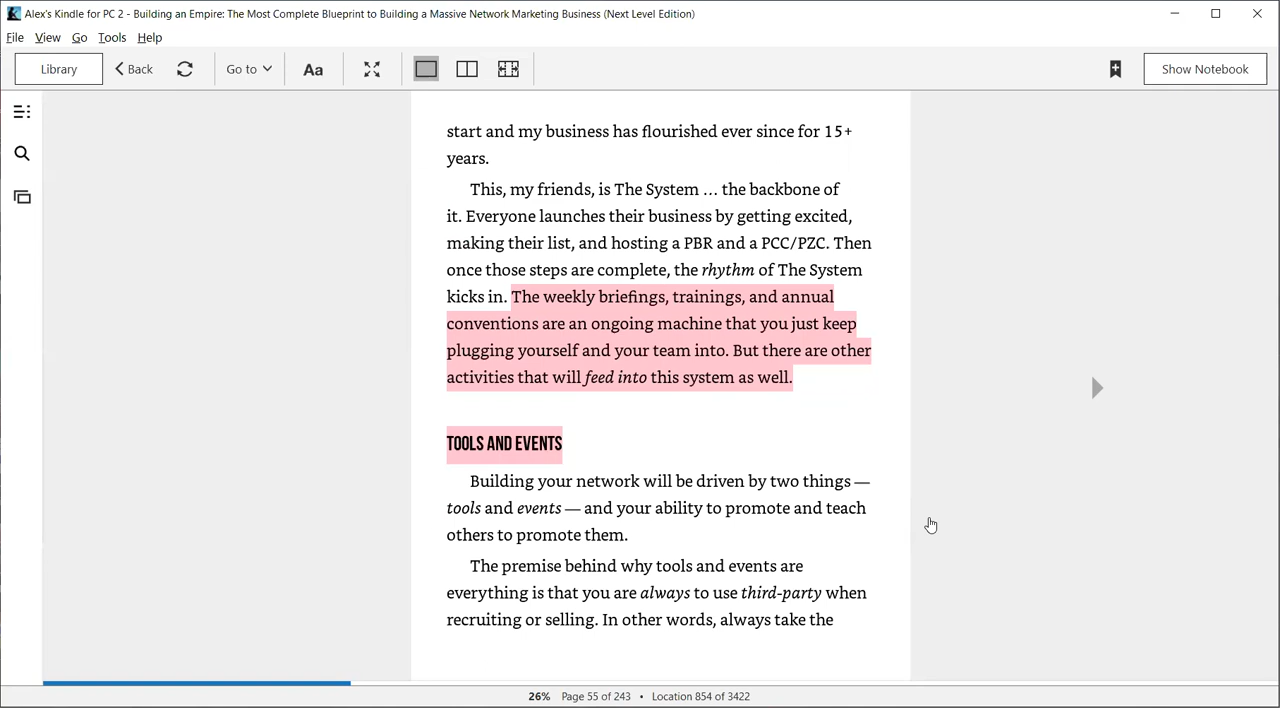 Alex's Kindle for PC 2 - Building an Empire: The Most Complete Blueprint to Building a Massive Network Marketing Business (Next Level Edition)
File View Go Tools Help
Library Back Go to Aa Show Notebook
start and my business has flourished ever since for 15+
years.
This, my friends, is The System … the backbone of
it. Everyone launches their business by getting excited,
making their list, and hosting a PBR and a PCC/PZC. Then
once those steps are complete, the rhythm of The System
kicks in. The weekly briefings, trainings, and annual
conventions are an ongoing machine that you just keep
plugging yourself and your team into. But there are other
activities that will feed into this system as well.
TOOLS AND EVENTS
Building your network will be driven by two things —
tools and events — and your ability to promote and teach
others to promote them.
The premise behind why tools and events are
everything is that you are always to use third-party when
recruiting or selling. In other words, always take the
26% Page 55 of 243 • Location 854 of 3422